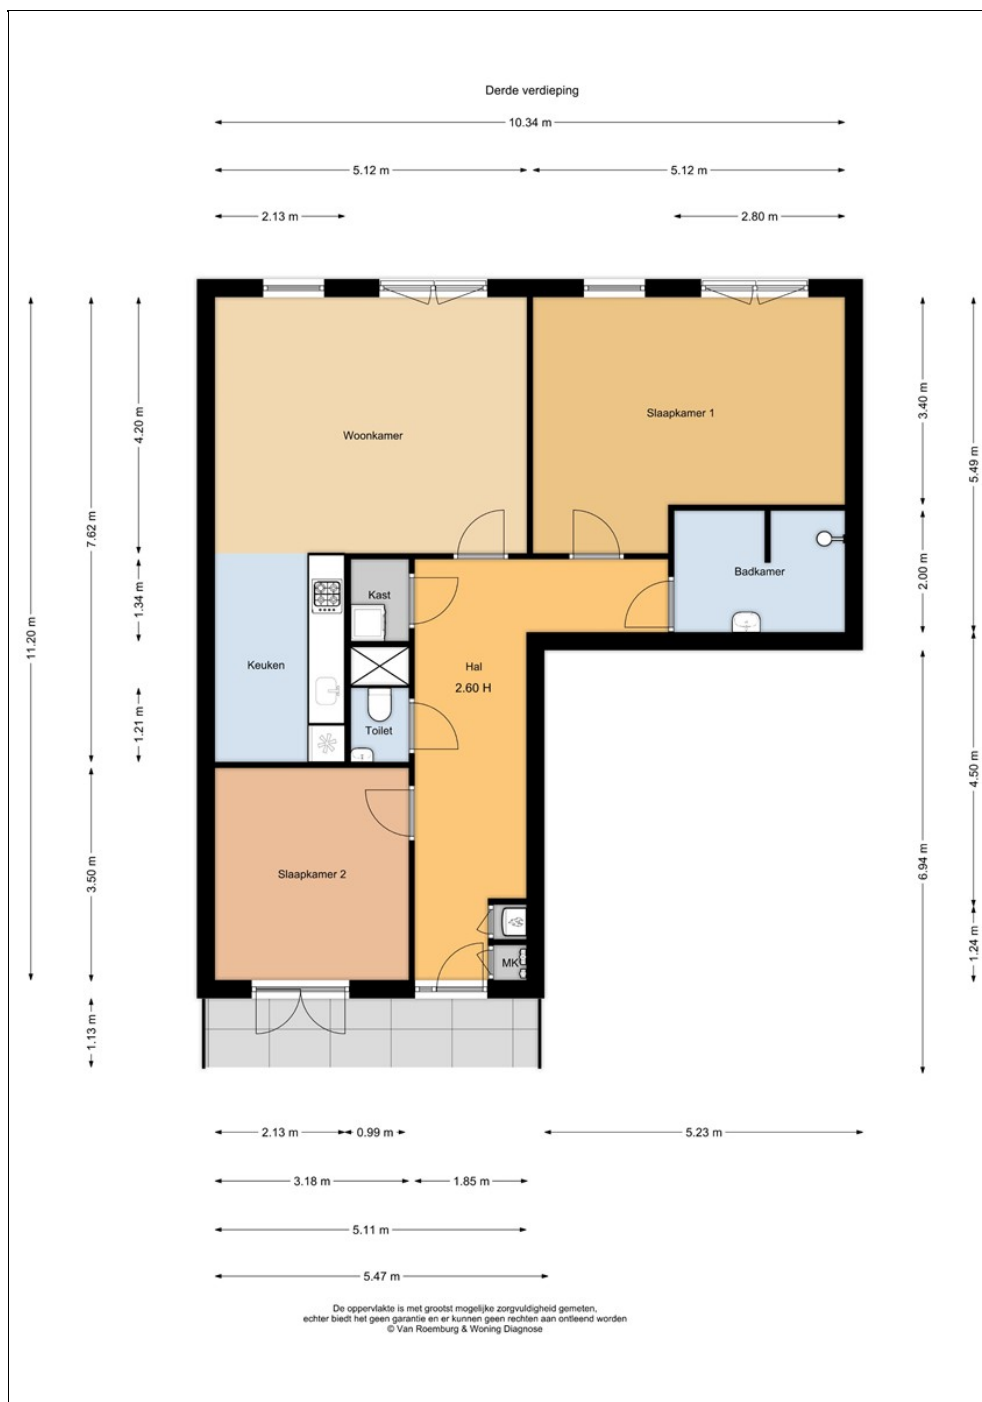 Derde verdieping
10.34 m
5.12 m
5.12 m
2.13 m
2.80 m
11.20 m
7.62 m
4.20 m
1.34 m
1.21 m
3.50 m
1.13 m
3.40 m
5.49 m
2.00 m
4.50 m
6.94 m
1.24 m
Woonkamer
Slaapkamer 1
Badkamer
Kast
Keuken
Hal
2.60 H
Toilet
Slaapkamer 2
MK
2.13 m
0.99 m
5.23 m
3.18 m
1.85 m
5.11 m
5.47 m
De oppervlakte is met grootst mogelijke zorgvuldigheid gemeten,
echter biedt het geen garantie en er kunnen geen rechten aan ontleend worden
© Van Roemburg & Woning Diagnose